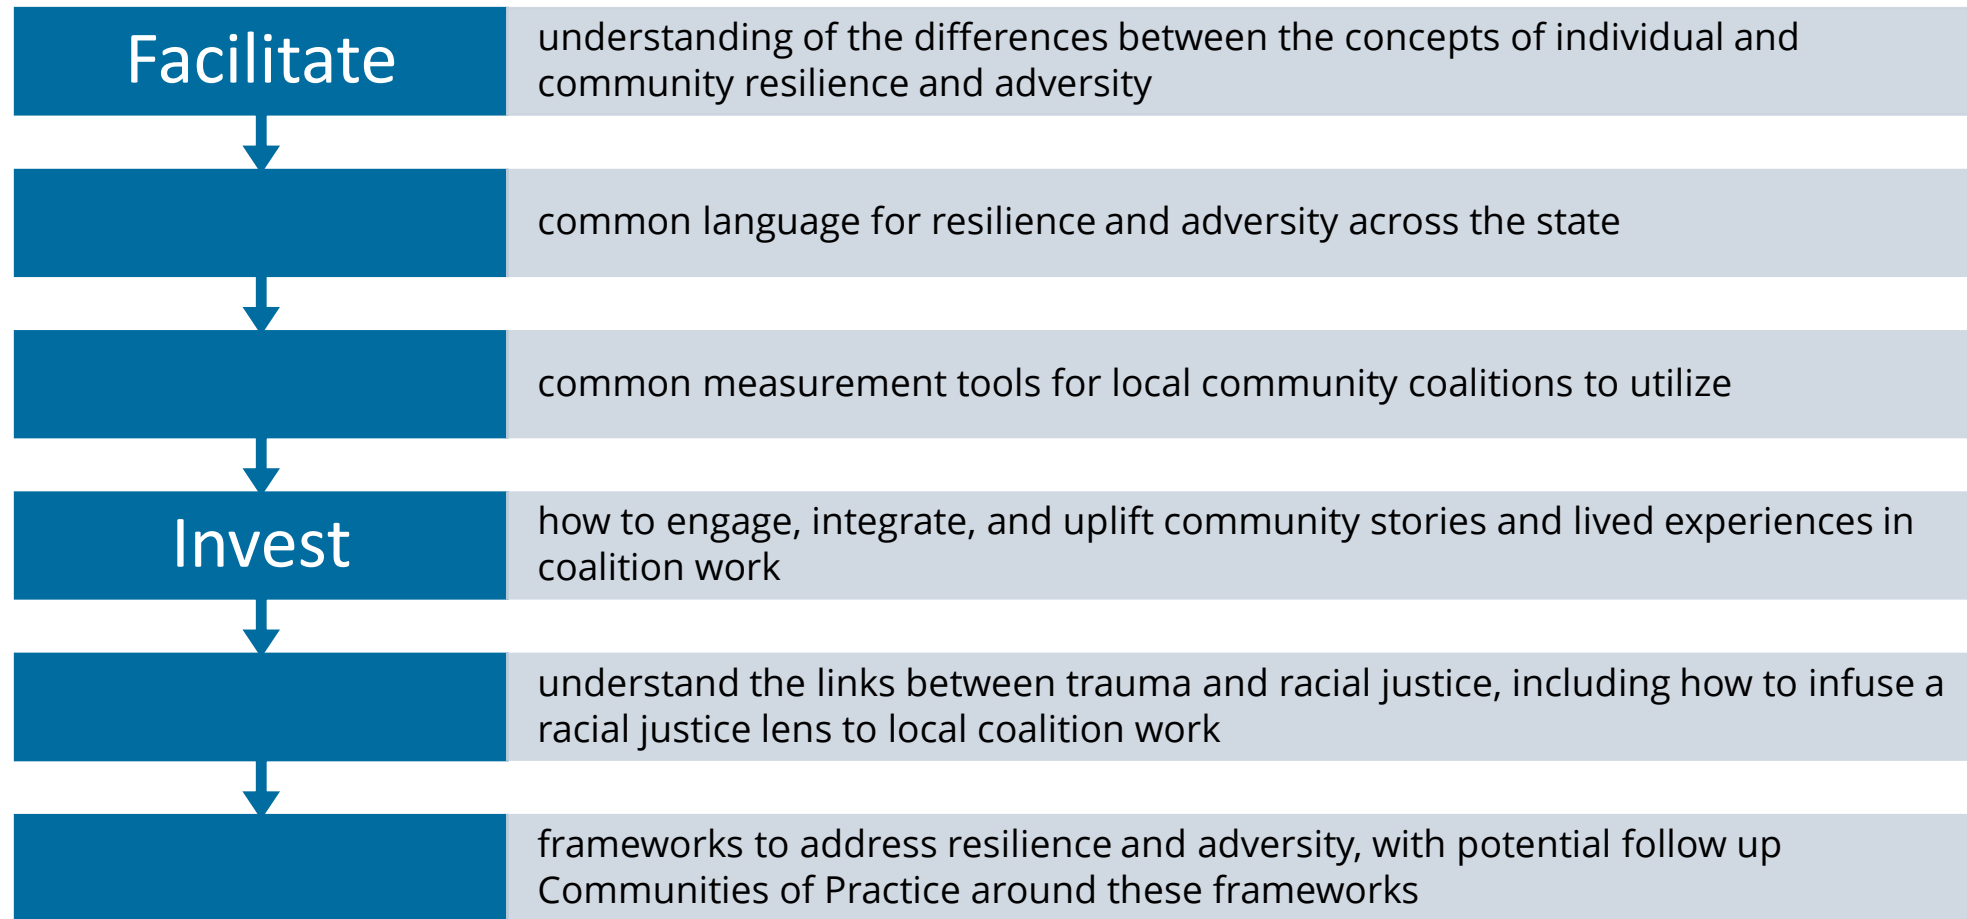 Facilitate
understanding of the differences between the concepts of individual and
community resilience and adversity
common language for resilience and adversity across the state
common measurement tools for local community coalitions to utilize
Invest
how to engage, integrate, and uplift community stories and lived experiences in
coalition work
understand the links between trauma and racial justice, including how to infuse a
racial justice lens to local coalition work
frameworks to address resilience and adversity, with potential follow up
Communities of Practice around these frameworks